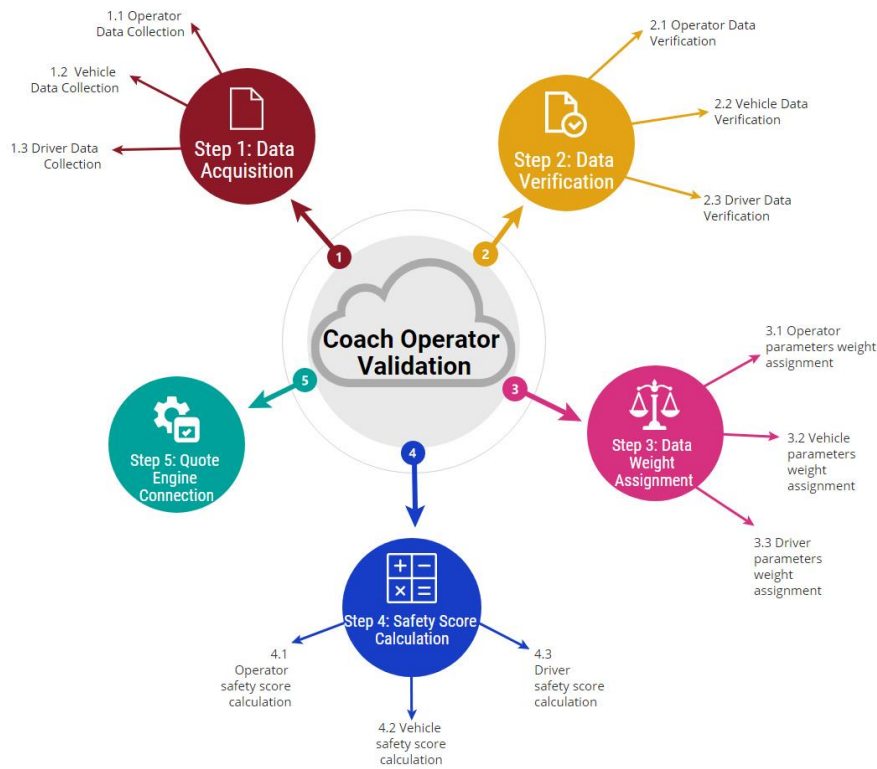 Coach Operator
Validation
1
Step 1: Data
Acquisition
1.1 Operator
Data Collection
1.2 Vehicle
Data Collection
1.3 Driver Data
Collection
2
Step 2: Data
Verification
2.1 Operator Data
Verification
2.2 Vehicle Data
Verification
2.3 Driver Data
Verification
3
Step 3: Data
Weight
Assignment
3.1 Operator
parameters weight
assignment
3.2 Vehicle
parameters
weight
assignment
3.3 Driver
parameters
weight
assignment
4
Step 4: Safety Score
Calculation
4.1
Operator
safety score
calculation
4.2 Vehicle
safety score
calculation
4.3
Driver
safety score
calculation
5
Step 5: Quote
Engine
Connection